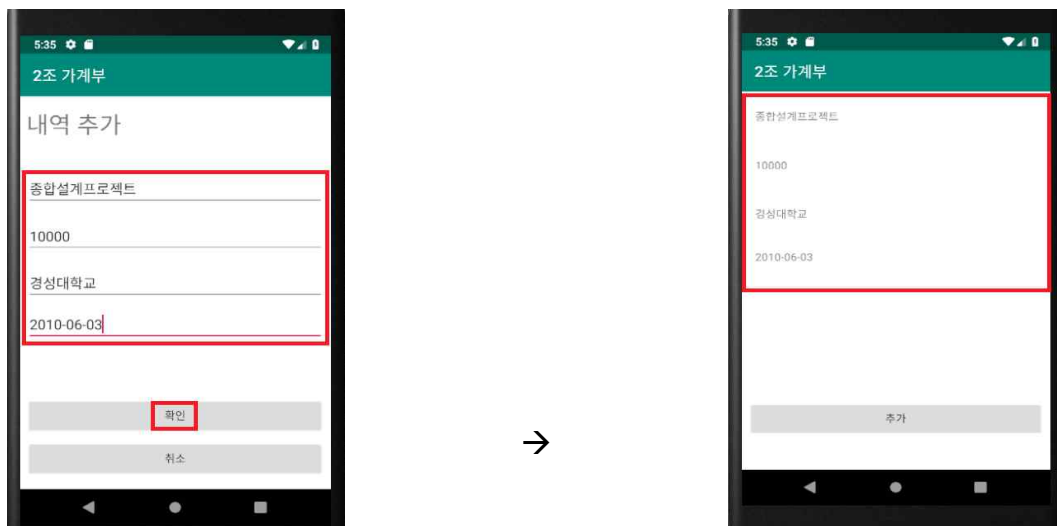 5:35
2조 가계부
내역 추가
종합설계프로젝트
10000
경성대학교
2010-06-03
확인
취소
→
5:35
2조 가계부
종합설계프로젝트
10000
경성대학교
2010-06-03
추가